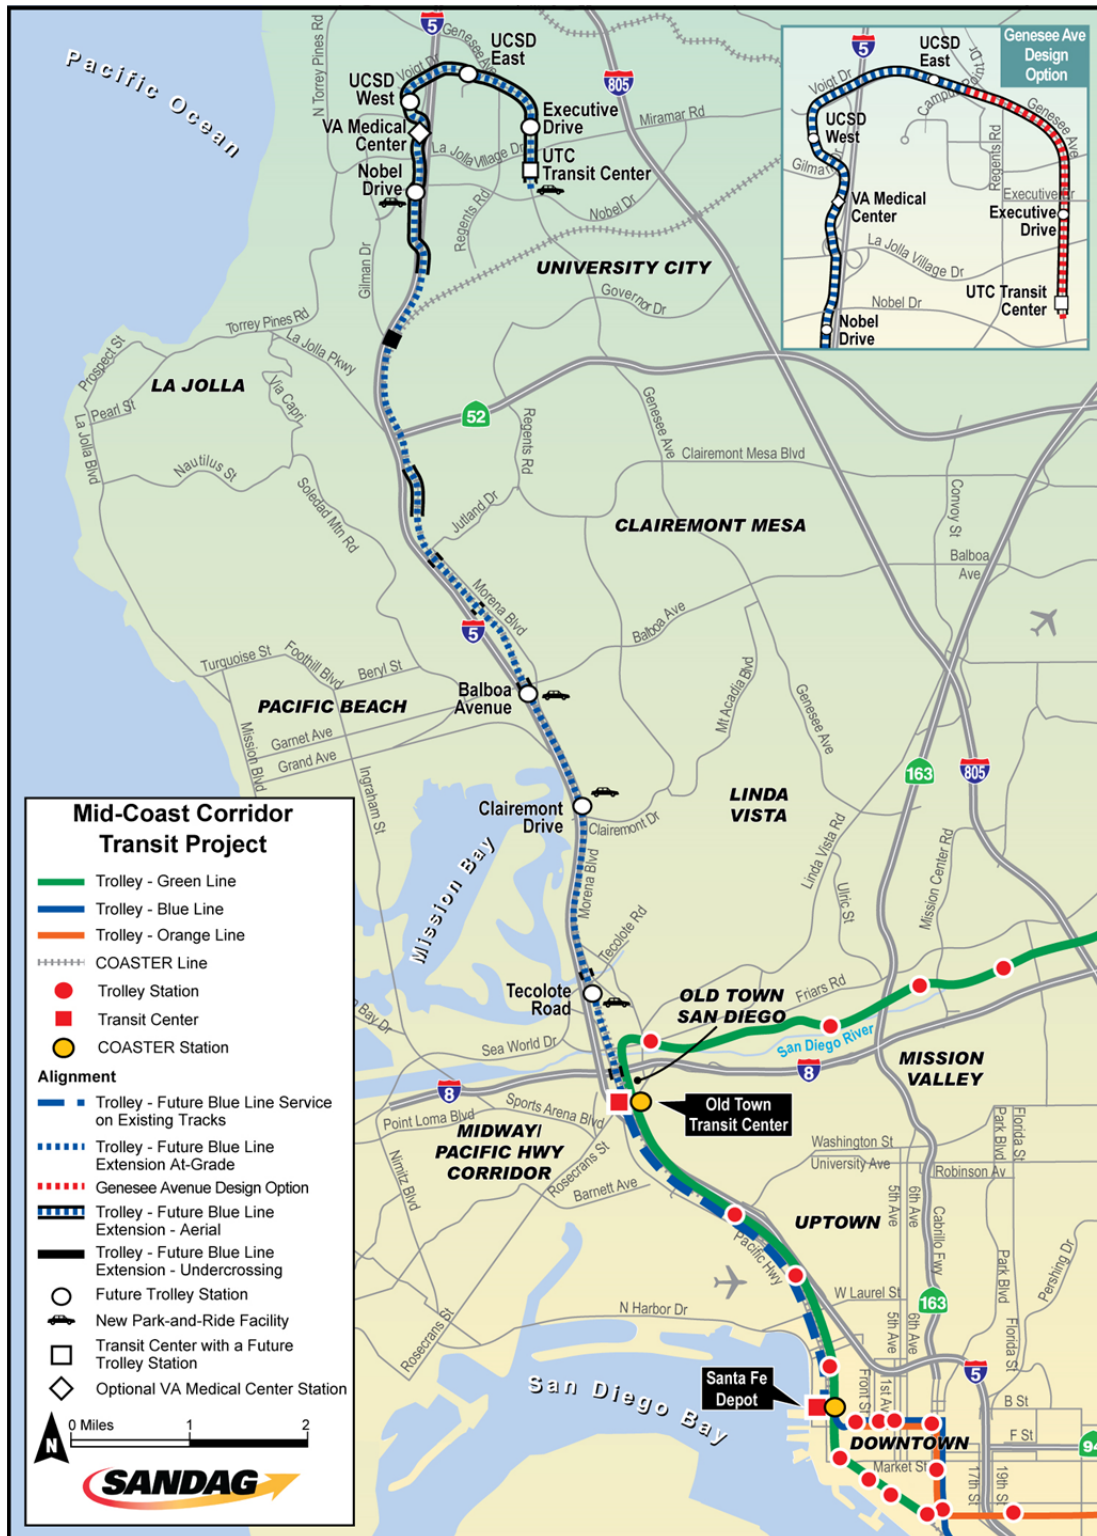 Pacific Ocean
N Torrey Pines Rd
5
Genesee Ave
Voigt Dr
UCSD
East
UCSD
West
805
VA Medical
Center
Executive
Drive
Miramar Rd
La Jolla Village Dr
UTC
Transit Center
Nobel
Drive
Nobel Dr
Regents Rd
Gilman Dr
UNIVERSITY CITY
Governor Dr
Genesee Ave
Design
Option
5
UCSD
East
Voigt Dr
Campus Point Dr
Genesee Ave
UCSD
West
Regents Rd
Gilman Dr
VA Medical
Center
Executive Dr
Executive
Drive
La Jolla Village Dr
UTC Transit
Center
Nobel Dr
Nobel
Drive
Torrey Pines Rd
La Jolla Pkwy
Prospect St
LA JOLLA
Via Capri
Pearl St
La Jolla Blvd
52
Regents Rd
Genesee Ave
Clairemont Mesa Blvd
Nautilus St
Soledad Mtn Rd
Jutland Dr
CLAIREMONT MESA
Convoy St
Balboa
Ave
Morena Blvd
5
Balboa Ave
Turquoise St
Foothill Blvd
Beryl St
Mt Acadia Blvd
Genesee Ave
Balboa
Avenue
PACIFIC BEACH
Mission Blvd
Garnet Ave
Grand Ave
Ingraham St
163
805
LINDA
VISTA
Clairemont
Drive
Clairemont Dr
Mission Bay
Morena Blvd
Linda Vista Rd
Ulric St
Mission Center Rd
Tecolote Rd
Tecolote
Road
OLD TOWN
SAN DIEGO
Friars Rd
San Diego River
Sea World Dr
Bay Dr
8
8
MISSION
VALLEY
Point Loma Blvd
Sports Arena Blvd
Old Town
Transit Center
MIDWAY/
PACIFIC HWY
CORRIDOR
Nimitz Blvd
Rosecrans St
Barnett Ave
Washington St
University Ave
Robinson Av
Park Blvd
Florida St
5th Ave
6th Ave
Cabrillo Fwy
UPTOWN
Pacific Hwy
Park Blvd
Pershing Dr
W Laurel St
163
N Harbor Dr
Rosecrans St
5th Ave
6th Ave
Florida St
5
San Diego Bay
Santa Fe
Depot
Front St
1st Ave
B St
F St
94
DOWNTOWN
Market St
17th St
19th St
Mid-Coast Corridor
Transit Project
Trolley - Green Line
Trolley - Blue Line
Trolley - Orange Line
COASTER Line
Trolley Station
Transit Center
COASTER Station
Alignment
Trolley - Future Blue Line Service
on Existing Tracks
Trolley - Future Blue Line
Extension At-Grade
Genesee Avenue Design Option
Trolley - Future Blue Line
Extension - Aerial
Trolley - Future Blue Line
Extension - Undercrossing
Future Trolley Station
New Park-and-Ride Facility
Transit Center with a Future
Trolley Station
Optional VA Medical Center Station
N
0 Miles 1 2
SANDAG